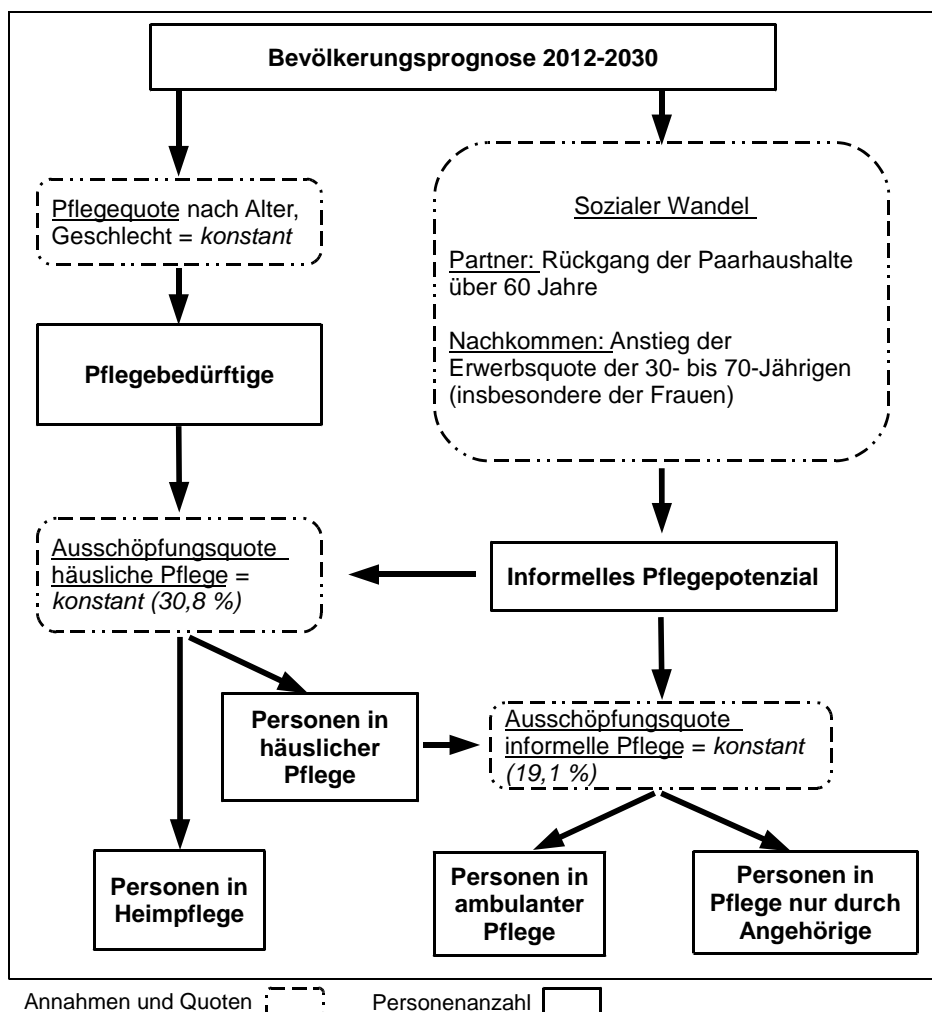 Bevölkerungsprognose 2012-2030
Pflegequote nach Alter,
Geschlecht = konstant
Sozialer Wandel
Partner: Rückgang der Paarhaushalte
über 60 Jahre
Nachkommen: Anstieg der
Erwerbsquote der 30- bis 70-Jährigen
(insbesondere der Frauen)
Pflegebedürftige
Ausschöpfungsquote
häusliche Pflege =
konstant (30,8 %)
Informelles Pflegepotenzial
Personen in
häuslicher
Pflege
Ausschöpfungsquote
informelle Pflege = konstant
(19,1 %)
Personen in
Heimpflege
Personen in
ambulanter
Pflege
Personen in
Pflege nur durch
Angehörige
Annahmen und Quoten
Personenanzahl